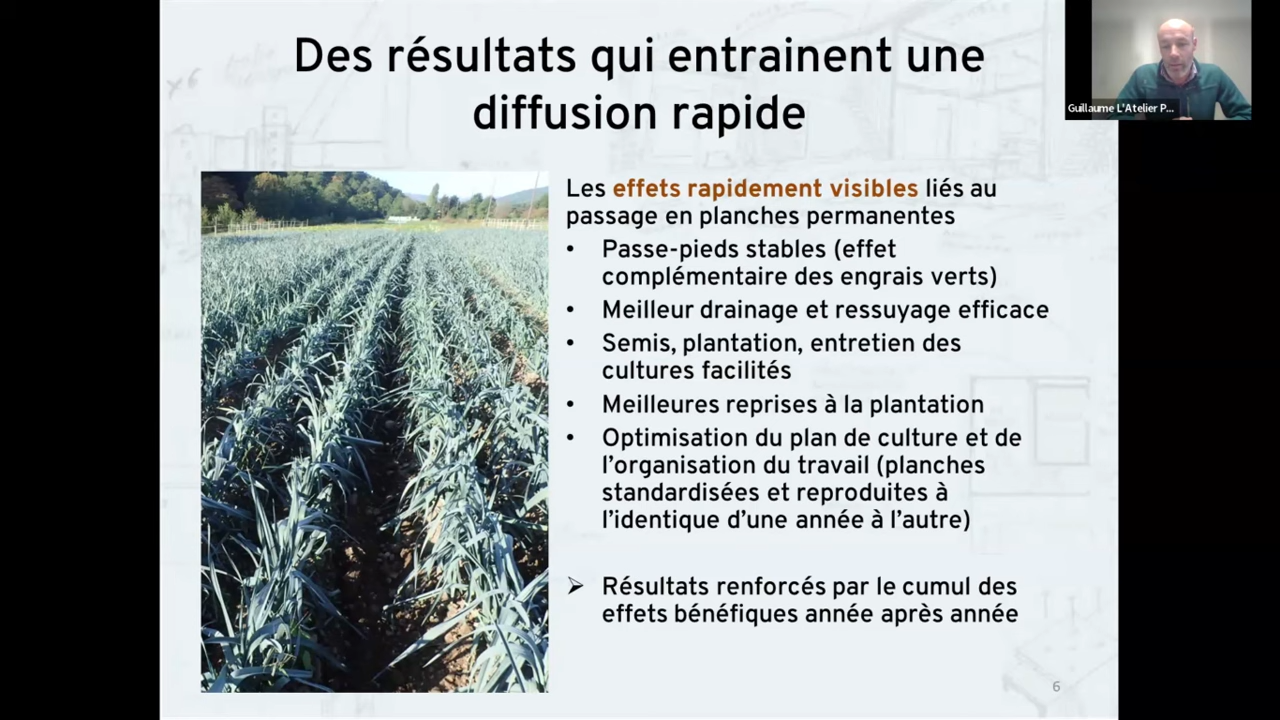 Des résultats qui entrainent une
diffusion rapide
Guillaume L'Atelier P...
Les effets rapidement visibles liés au
passage en planches permanentes
• Passe-pieds stables (effet
complémentaire des engrais verts)
• Meilleur drainage et ressuyage efficace
• Semis, plantation, entretien des
cultures facilités
• Meilleures reprises à la plantation
• Optimisation du plan de culture et de
l'organisation du travail (planches
standardisées et reproduites à
l'identique d'une année à l'autre)
➢ Résultats renforcés par le cumul des
effets bénéfiques année après année
6